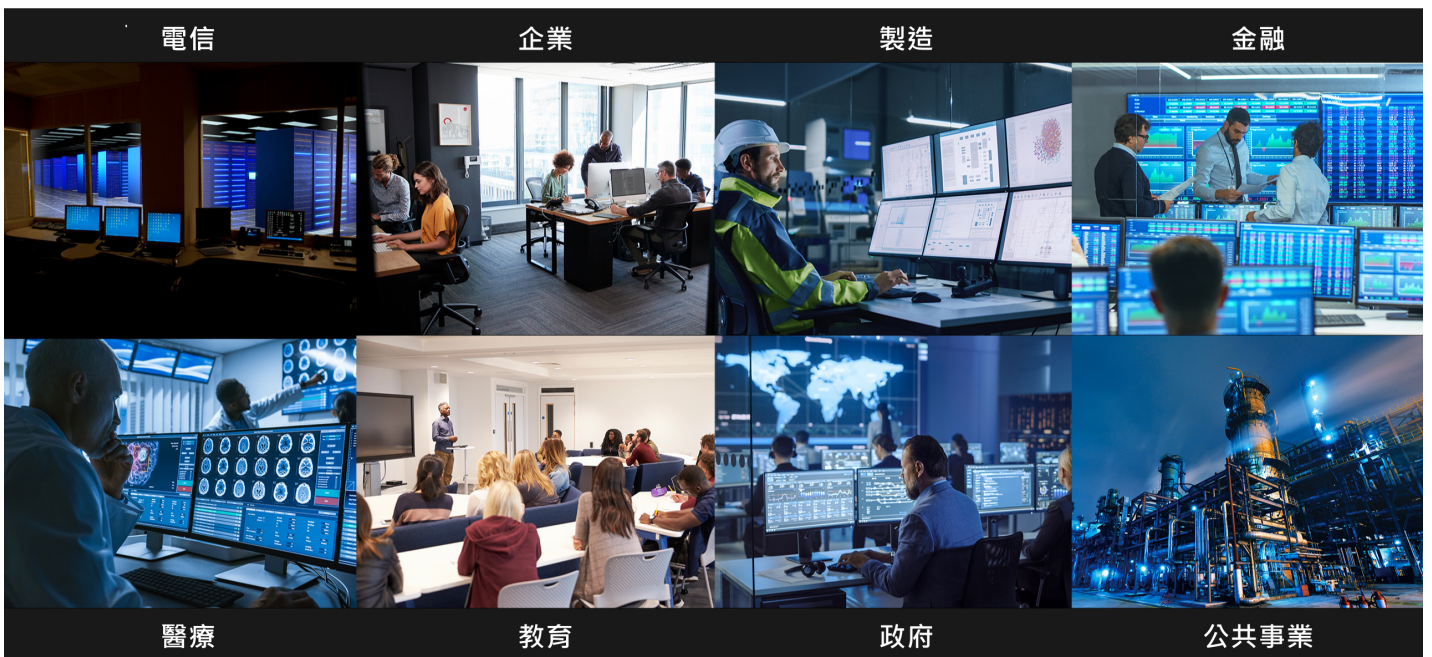 電信
企業
製造
金融
醫療
教育
政府
公共事業